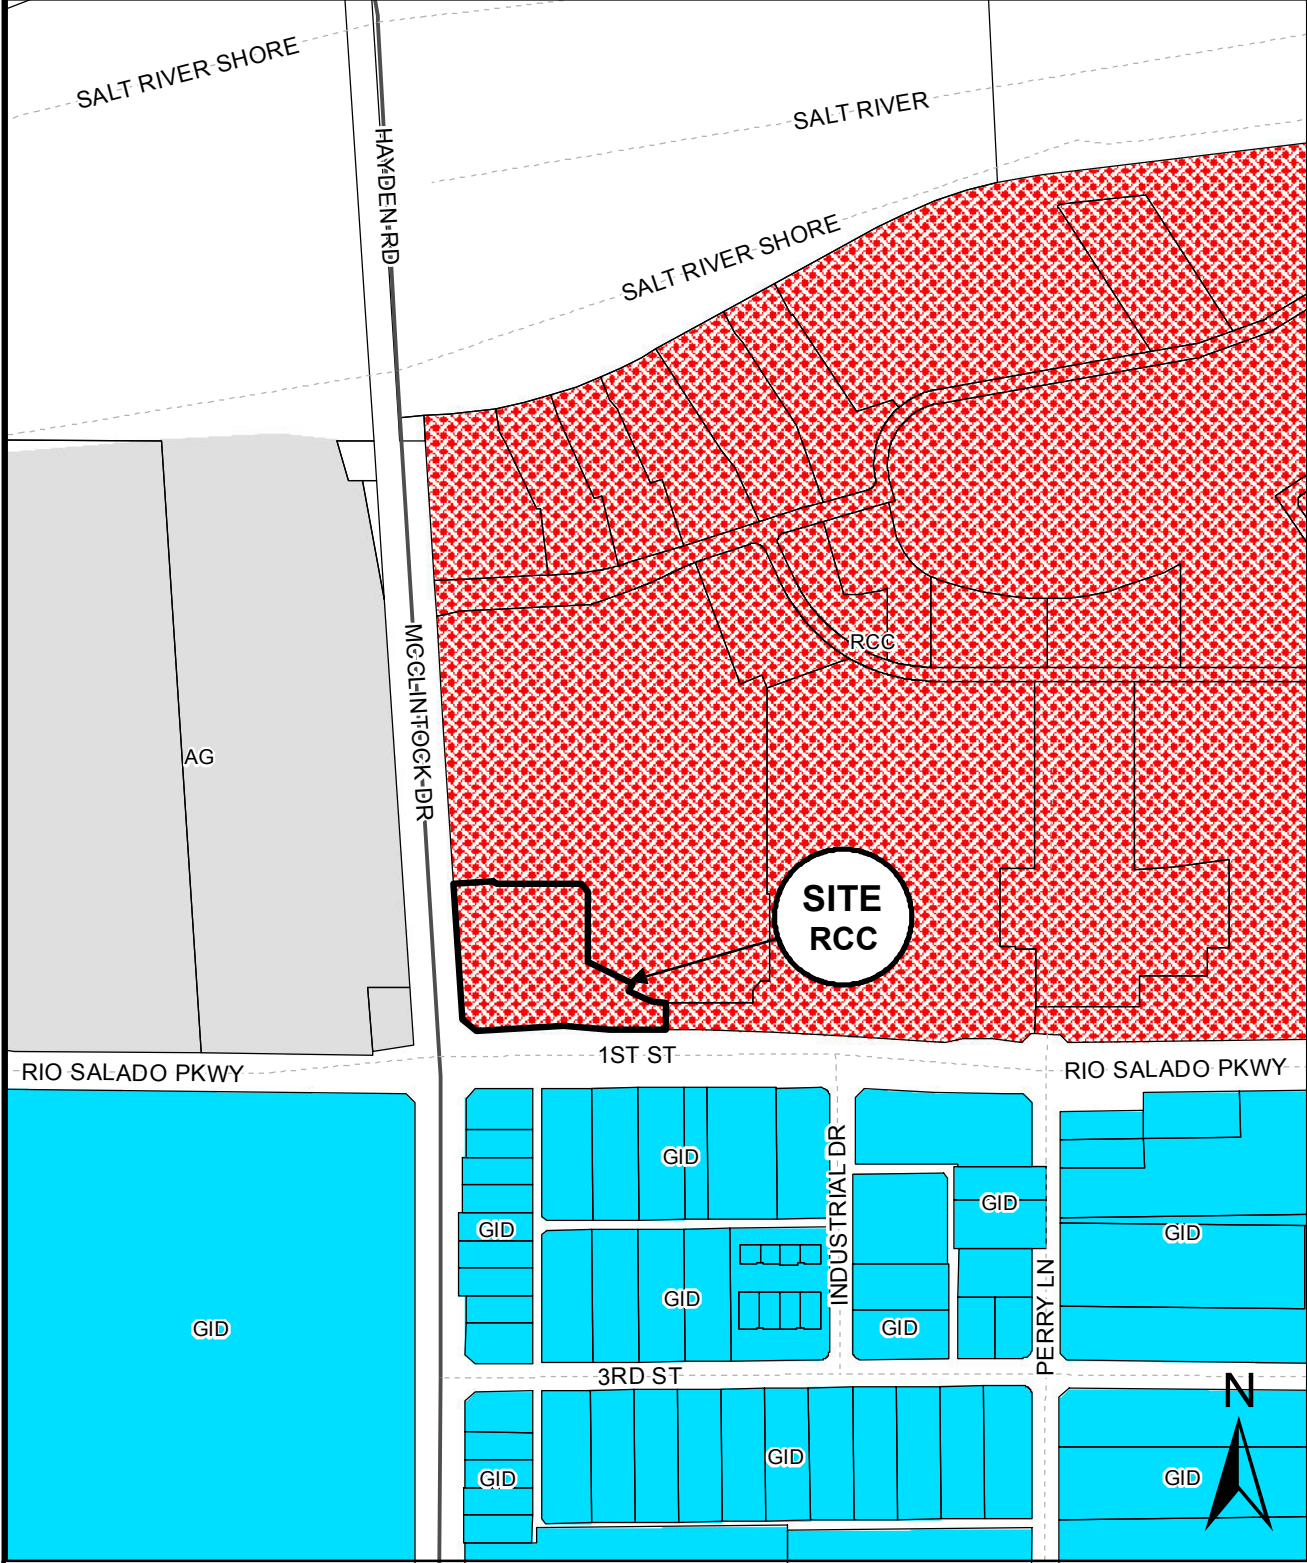 SALT RIVER SHORE
SALT RIVER
HAYDEN RD
SALT RIVER SHORE
MCCLINTOCK DR
RCC
AG
SITE
RCC
1ST ST
RIO SALADO PKWY
RIO SALADO PKWY
INDUSTRIAL DR
GID
GID
GID
GID
GID
GID
GID
PERRY LN
3RD ST
N
GID
GID
GID